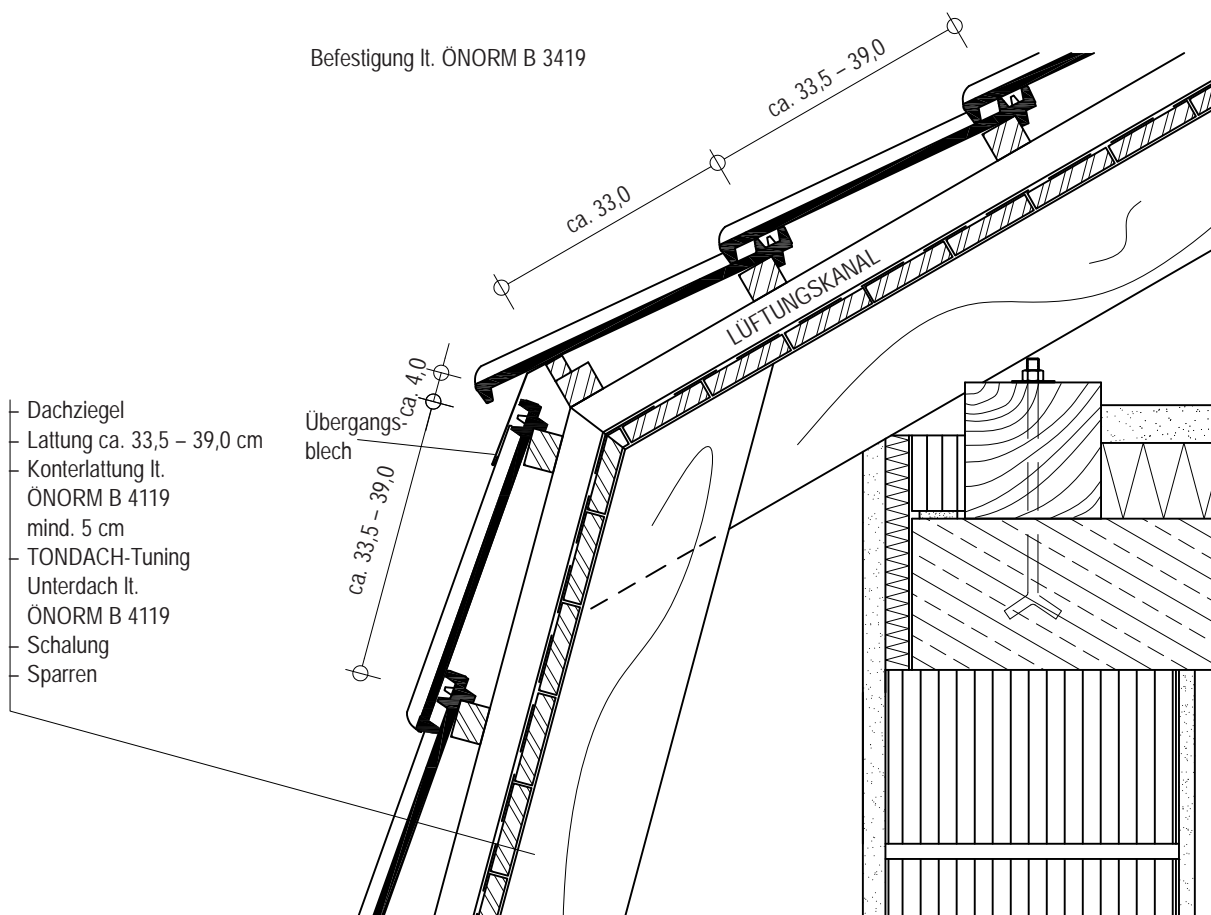 Befestigung lt. ÖNORM B 3419
ca. 33,5 – 39,0
ca. 33,0
LÜFTUNGSKANAL
ca. 4,0
Übergangs-
blech
ca. 33,5 – 39,0
Dachziegel
Lattung ca. 33,5 – 39,0 cm
Konterlattung lt.
ÖNORM B 4119
mind. 5 cm
TONDACH-Tuning
Unterdach lt.
ÖNORM B 4119
Schalung
Sparren